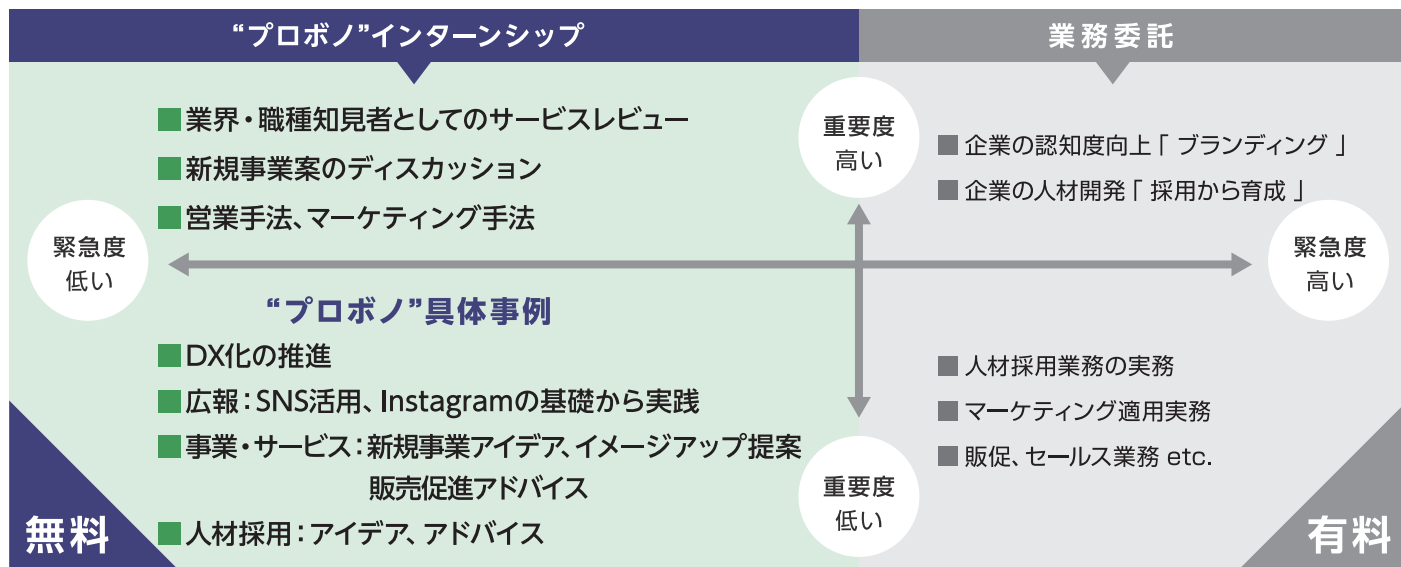 “プロボノ”インターンシップ
業務委託
■業界・職種知見者としてのサービスレビュー
■新規事業案のディスカッション
■営業手法、マーケティング手法
重要度
高い
■ 企業の認知度向上「 ブランディング 」
■ 企業の人材開発「 採用から育成 」
緊急度
低い
緊急度
高い
“プロボノ”具体事例
■DX化の推進
■広報：SNS活用、Instagramの基礎から実践
■事業・サービス：新規事業アイデア、イメージアップ提案
販売促進アドバイス
■人材採用：アイデア、アドバイス
■ 人材採用業務の実務
■ マーケティング適用実務
■ 販促、セールス業務 etc.
重要度
低い
無料
有料